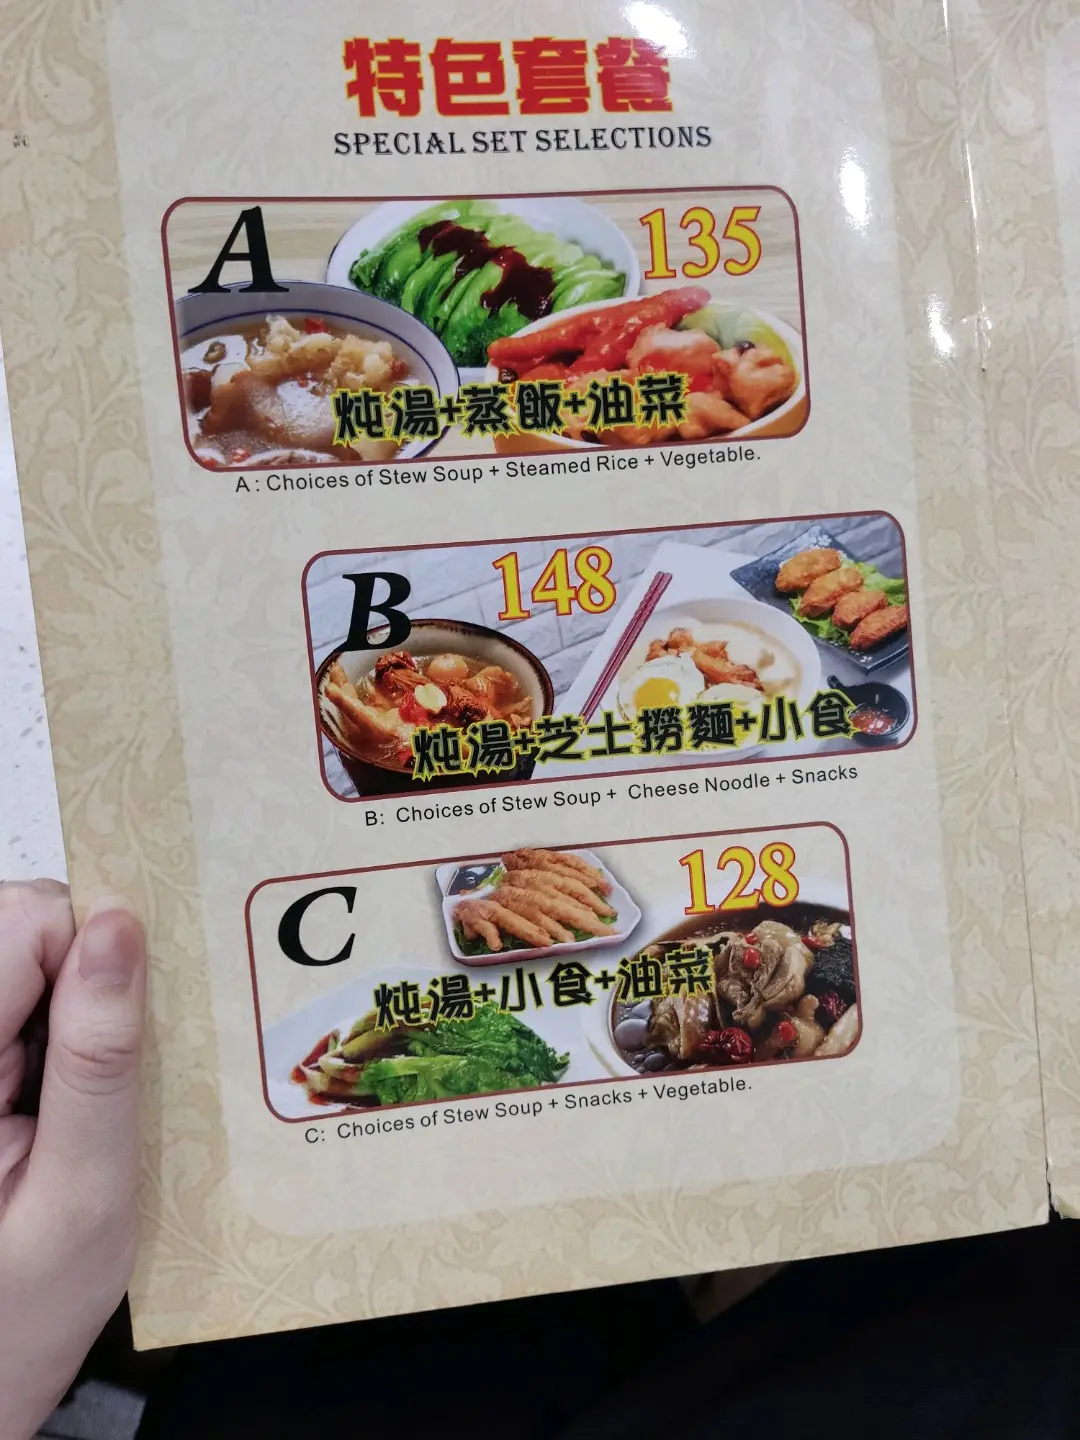 特色套餐
SPECIAL SET SELECTIONS
A
135
炖湯+蒸飯+油菜
A : Choices of Stew Soup + Steamed Rice + Vegetable.
B
148
炖湯+芝士撈麵+小食
B: Choices of Stew Soup + Cheese Noodle + Snacks
C
128
炖湯+小食+油菜
C: Choices of Stew Soup + Snacks + Vegetable.